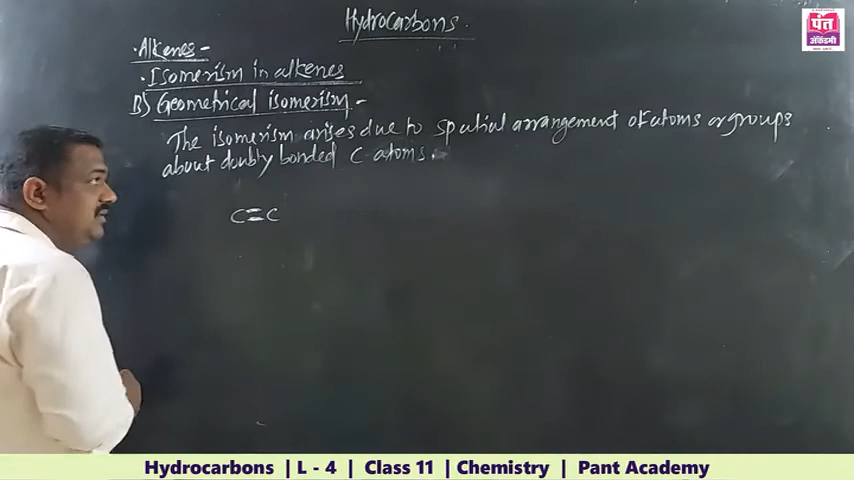 Hydrocarbons.
पंत
अॅकॅडमी
. Alkenes -
. Isomerism in alkenes
B) Geometrical isomerism -
The isomerism arises due to spatial arrangement of atoms or groups
about doubly bonded C atoms.
C=C
Hydrocarbons | L - 4 | Class 11 | Chemistry | Pant Academy